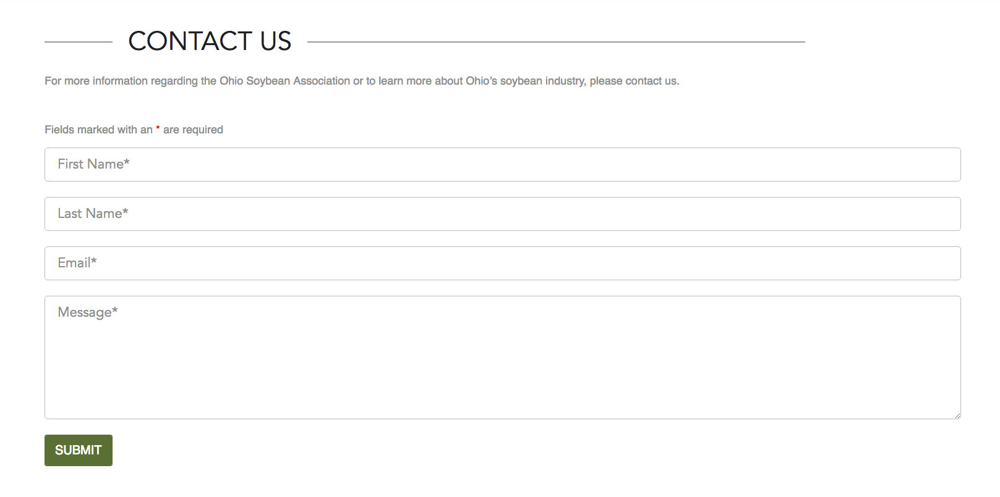 CONTACT US
For more information regarding the Ohio Soybean Association or to learn more about Ohio’s soybean industry, please contact us.
Fields marked with an * are required
First Name*
Last Name*
Email*
Message*
SUBMIT